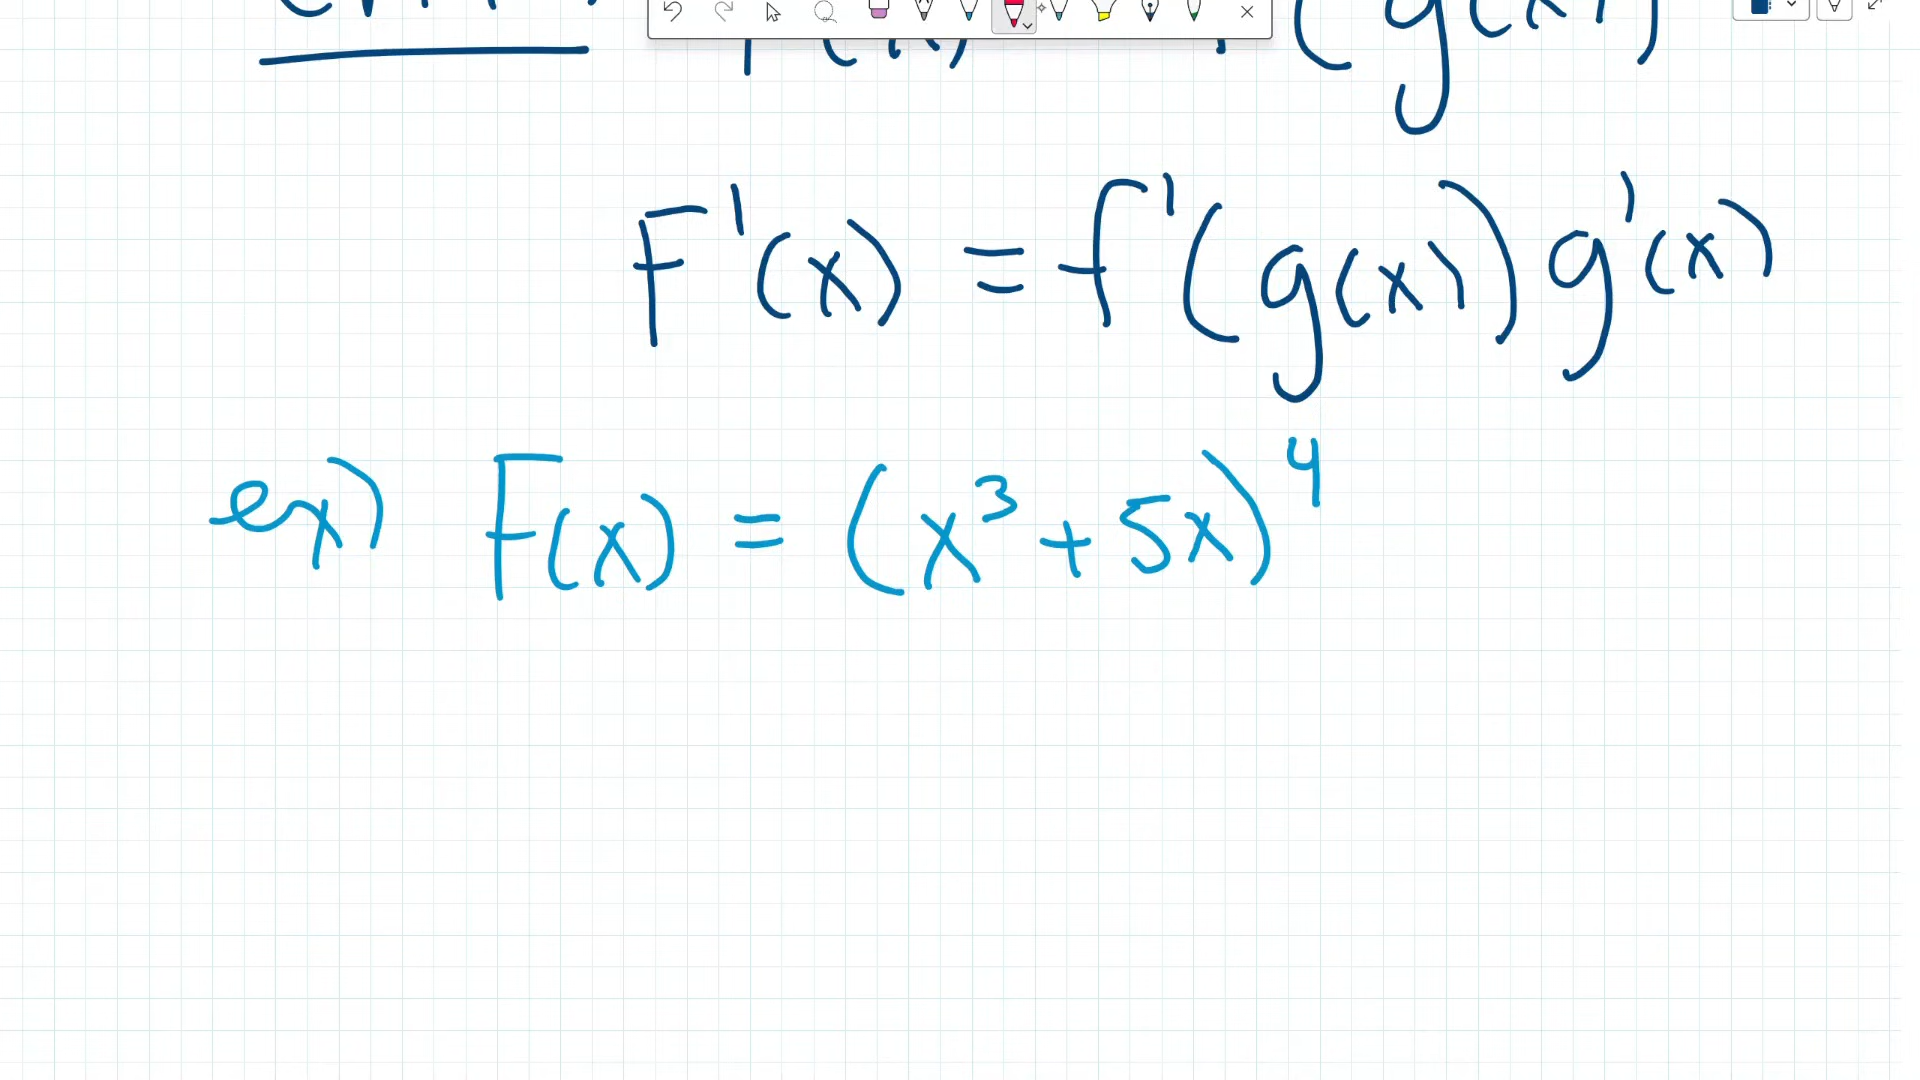 F(x) = f(g(x))
F'(x) = f'(g(x))g'(x)
ex) F(x) = (x³ + 5x)⁴